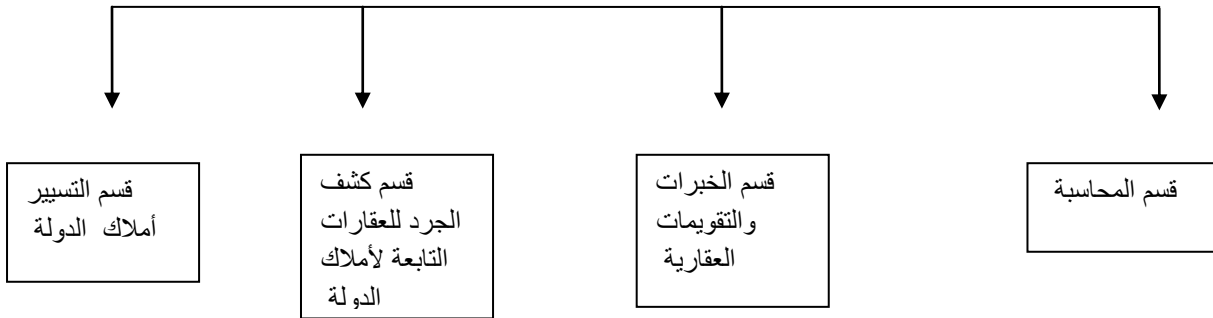 قسم المحاسبة
قسم الخبرات
والتقويمات
العقارية
قسم كشف
الجرد للعقارات
التابعة لأملاك
الدولة
قسم التسيير
أملاك الدولة